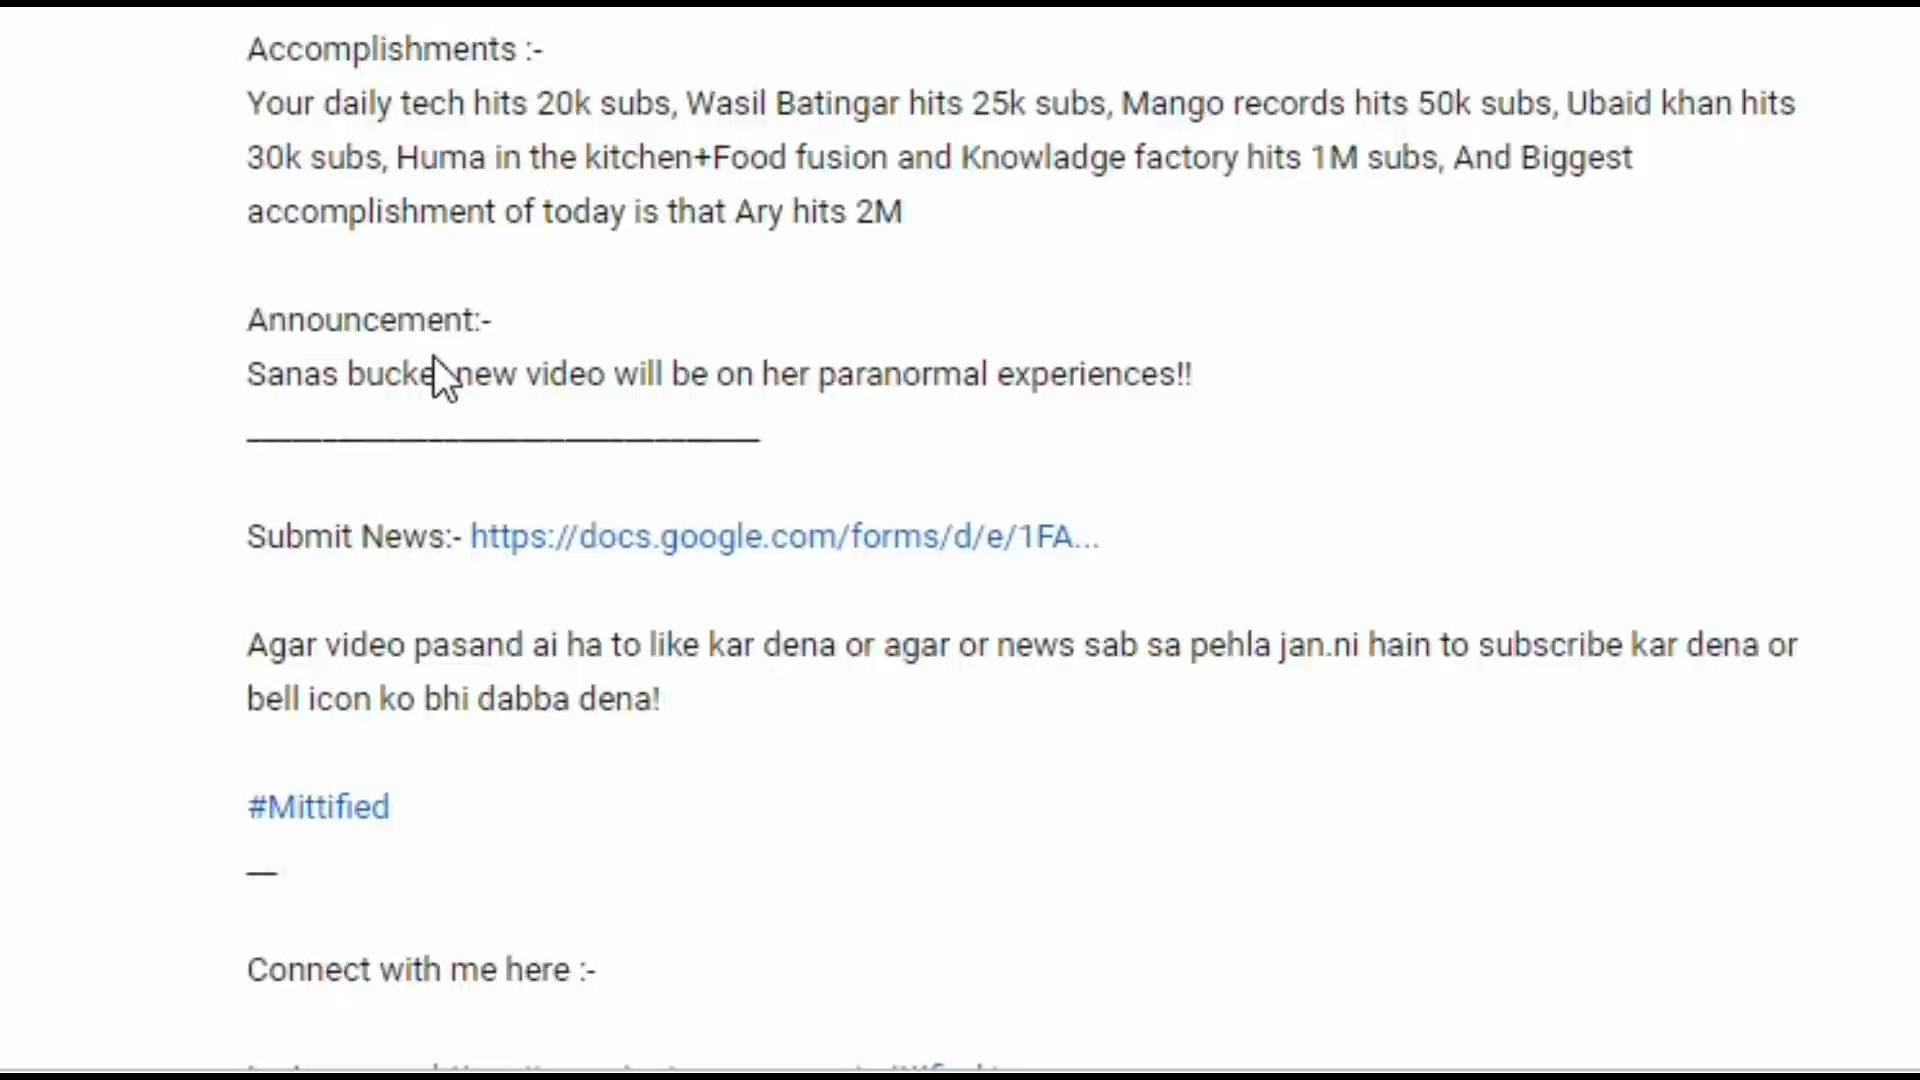 Accomplishments :-
Your daily tech hits 20k subs, Wasil Batingar hits 25k subs, Mango records hits 50k subs, Ubaid khan hits
30k subs, Huma in the kitchen+Food fusion and Knowladge factory hits 1M subs, And Biggest
accomplishment of today is that Ary hits 2M
Announcement:-
Sanas new video will be on her paranormal experiences!!
Submit News:- https://docs.google.com/forms/d/e/1FA...
Agar video pasand ai ha to like kar dena or agar or news sab sa pehla jan.ni hain to subscribe kar dena or
bell icon ko bhi dabba dena!
#Mittified
Connect with me here :-